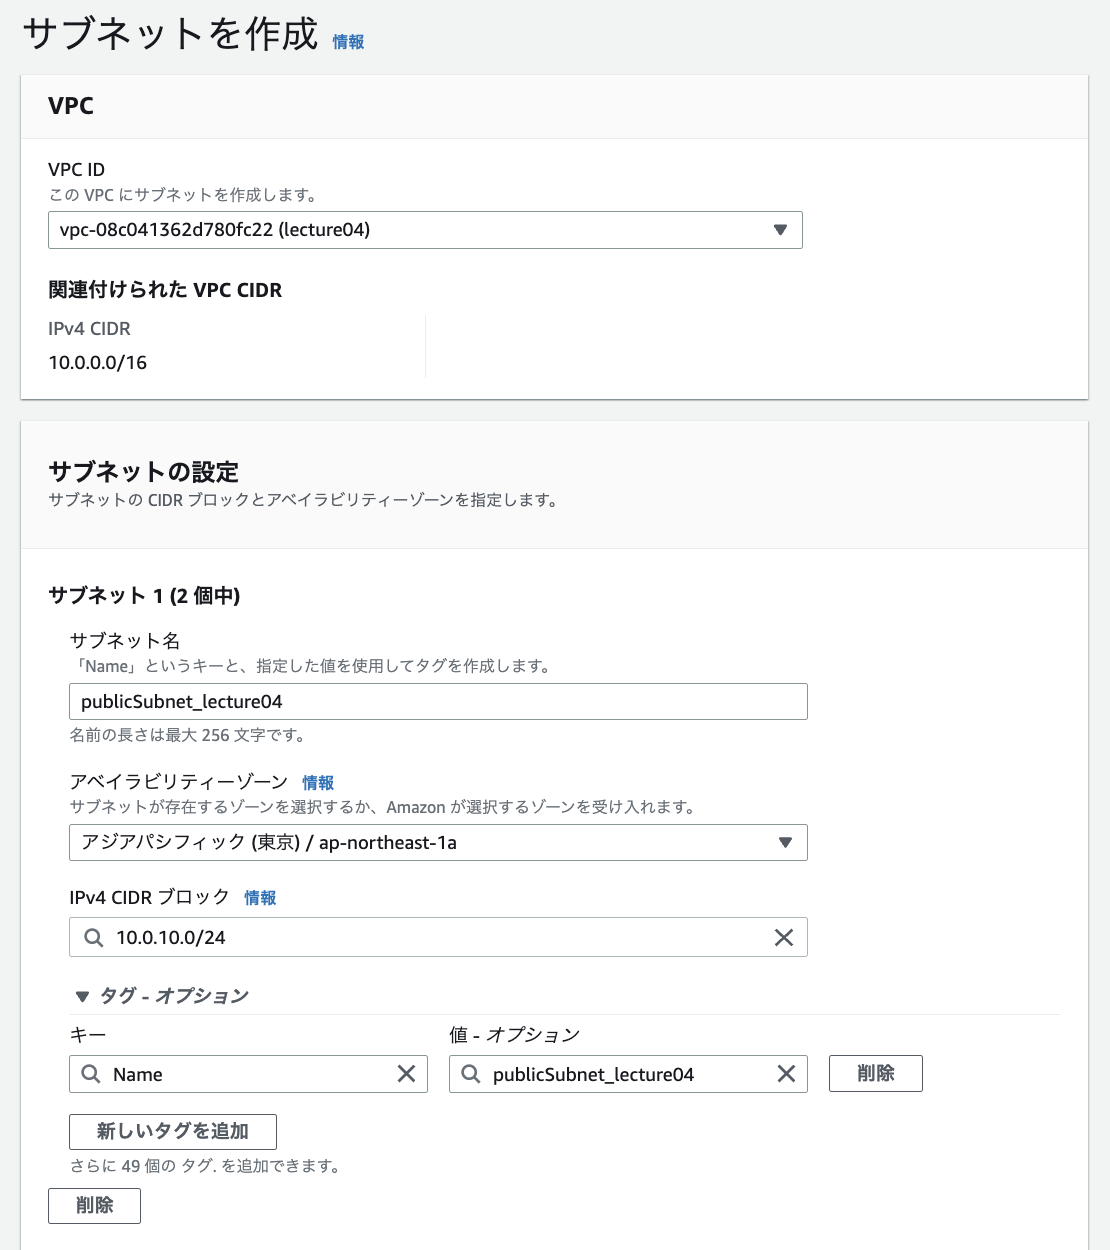 サブネットを作成 情報
VPC
VPC ID
この VPC にサブネットを作成します。
vpc-08c041362d780fc22 (lecture04)
関連付けられた VPC CIDR
IPv4 CIDR
10.0.0.0/16
サブネットの設定
サブネットの CIDR ブロックとアベイラビリティーゾーンを指定します。
サブネット 1 (2 個中)
サブネット名
「Name」というキーと、指定した値を使用してタグを作成します。
publicSubnet_lecture04
名前の長さは最大 256 文字です。
アベイラビリティーゾーン 情報
サブネットが存在するゾーンを選択するか、Amazon が選択するゾーンを受け入れます。
アジアパシフィック (東京) / ap-northeast-1a
IPv4 CIDR ブロック 情報
10.0.10.0/24
タグ - オプション
キー 値 - オプション
Name publicSubnet_lecture04 削除
新しいタグを追加
さらに 49 個の タグ. を追加できます。
削除